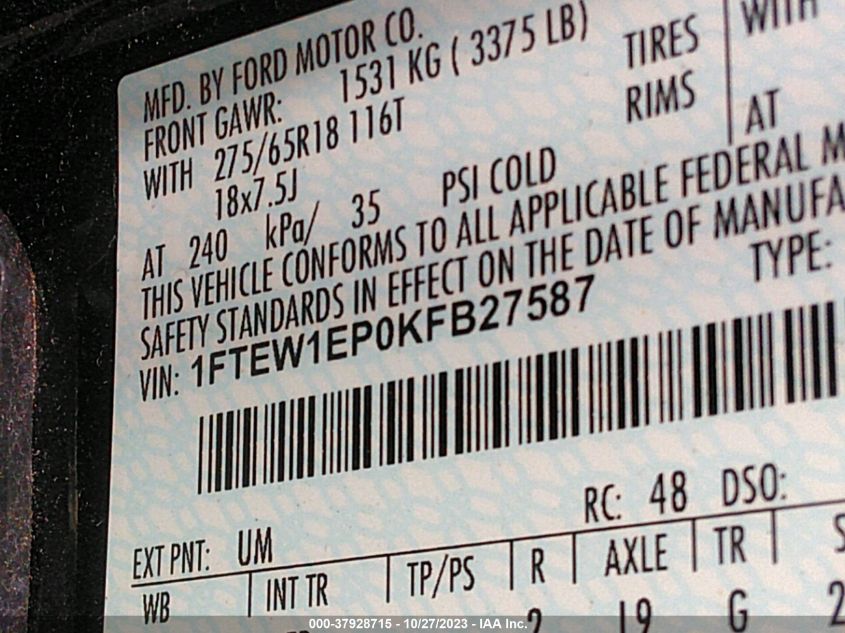 MFD. BY FORD MOTOR CO.
FRONT GAWR: 1531 KG ( 3375 LB) TIRES WITH
WITH 275/65R18 116T RIMS
18x7.5J AT
AT 240 kPa/ 35 PSI COLD
THIS VEHICLE CONFORMS TO ALL APPLICABLE FEDERAL M
SAFETY STANDARDS IN EFFECT ON THE DATE OF MANUFA
VIN: 1FTEW1EP0KFB27587 TYPE:
RC: 48 DSO:
EXT PNT: UM
WB INT TR TP/PS R AXLE TR S
19 G 2
000-37928715 - 10/27/2023 - IAA Inc.